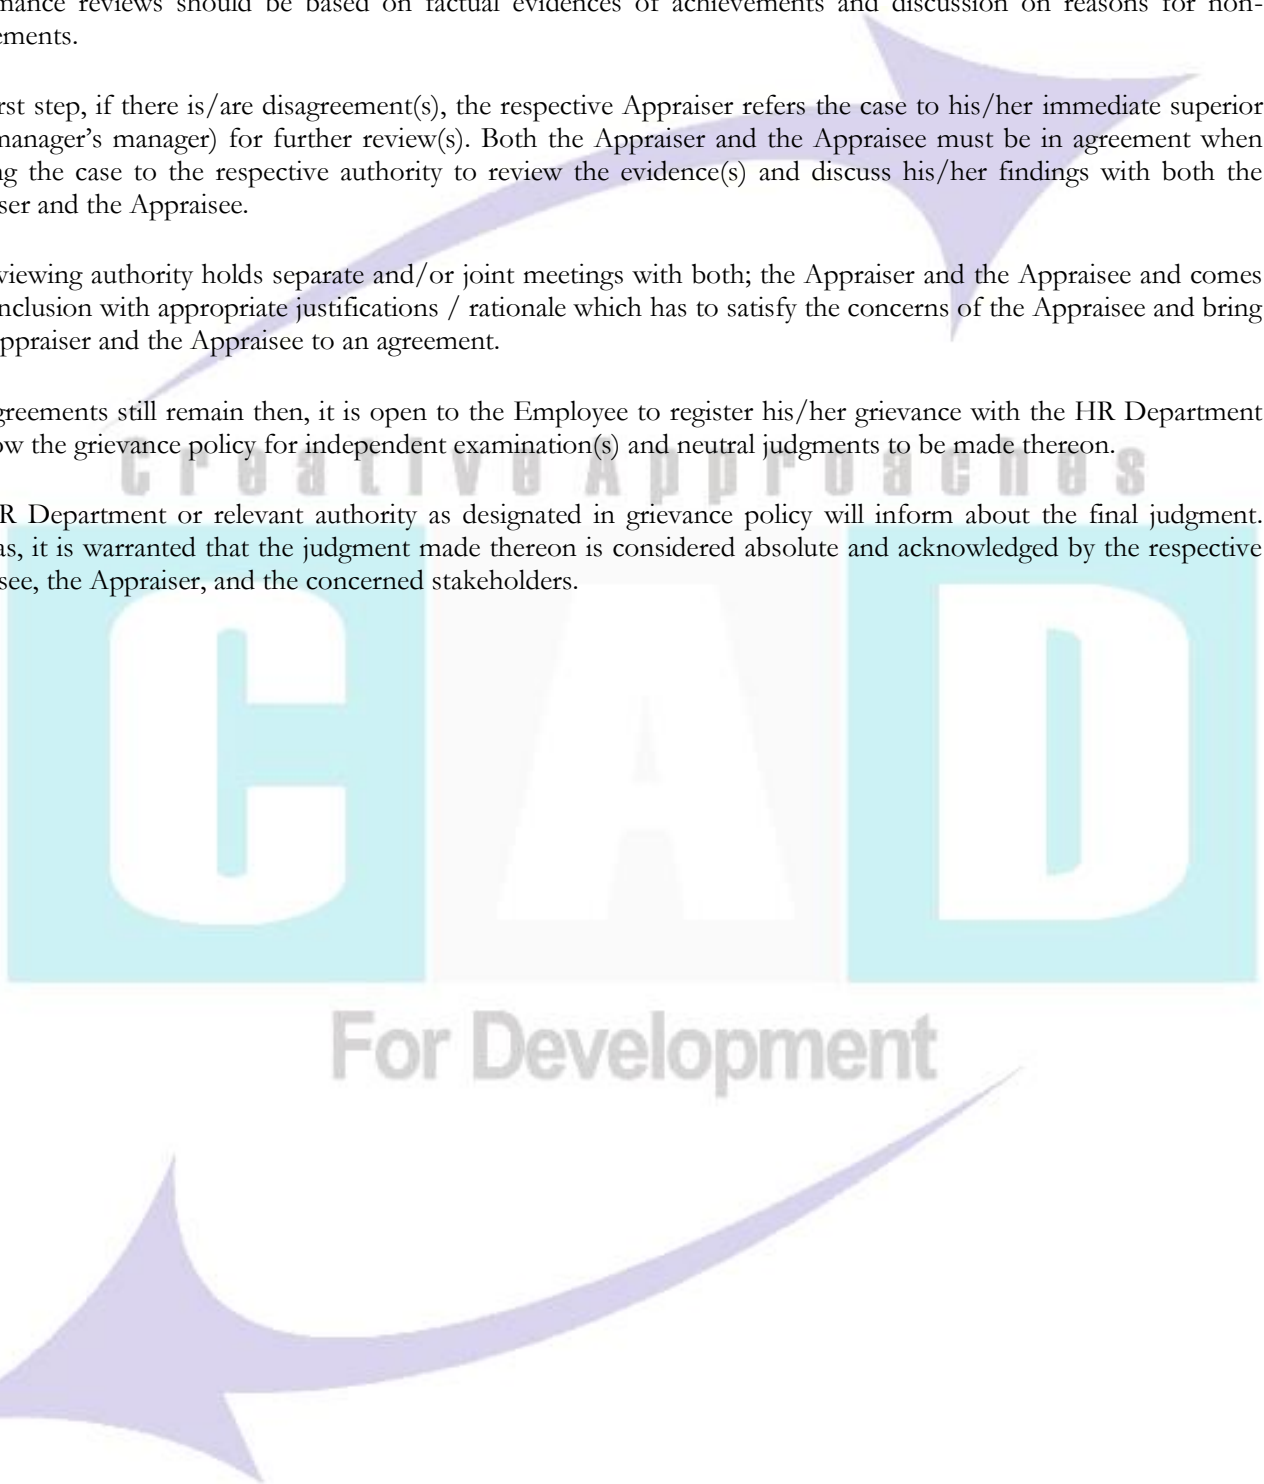 mance reviews should be based on factual evidences of achievements and discussion on reasons for non-
ements.
rst step, if there is/are disagreement(s), the respective Appraiser refers the case to his/her immediate superior
manager's manager) for further review(s). Both the Appraiser and the Appraisee must be in agreement when
ng the case to the respective authority to review the evidence(s) and discuss his/her findings with both the
iser and the Appraisee.
viewing authority holds separate and/or joint meetings with both; the Appraiser and the Appraisee and comes
nclusion with appropriate justifications / rationale which has to satisfy the concerns of the Appraisee and bring
ppraiser and the Appraisee to an agreement.
greements still remain then, it is open to the Employee to register his/her grievance with the HR Department
ow the grievance policy for independent examination(s) and neutral judgments to be made thereon.
Creative Approaches
R Department or relevant authority as designated in grievance policy will inform about the final judgment.
as, it is warranted that the judgment made thereon is considered absolute and acknowledged by the respective
see, the Appraiser, and the concerned stakeholders.
CAD
For Development